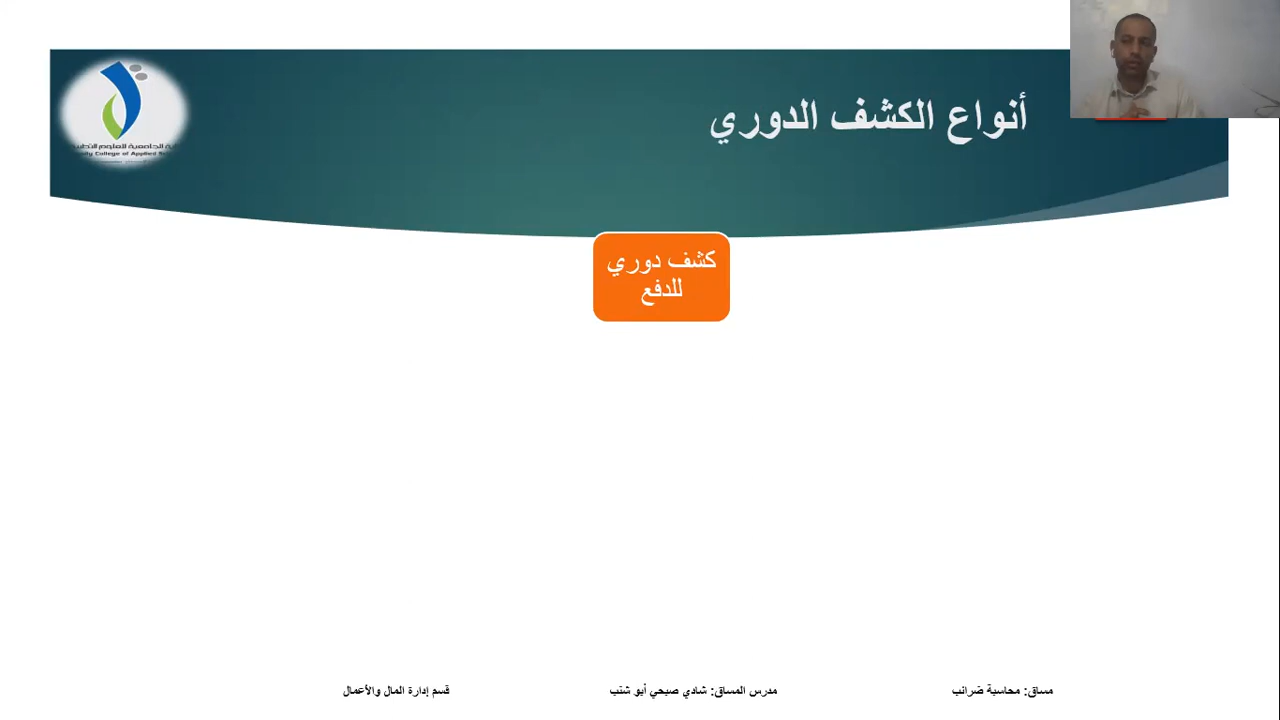 أنواع الكشف الدوري
كشف دوري
للدفع
مساق: محاسبة ضرائب
مدرس المساق: شادي صبحي أبو شنب
قسم إدارة المال والأعمال